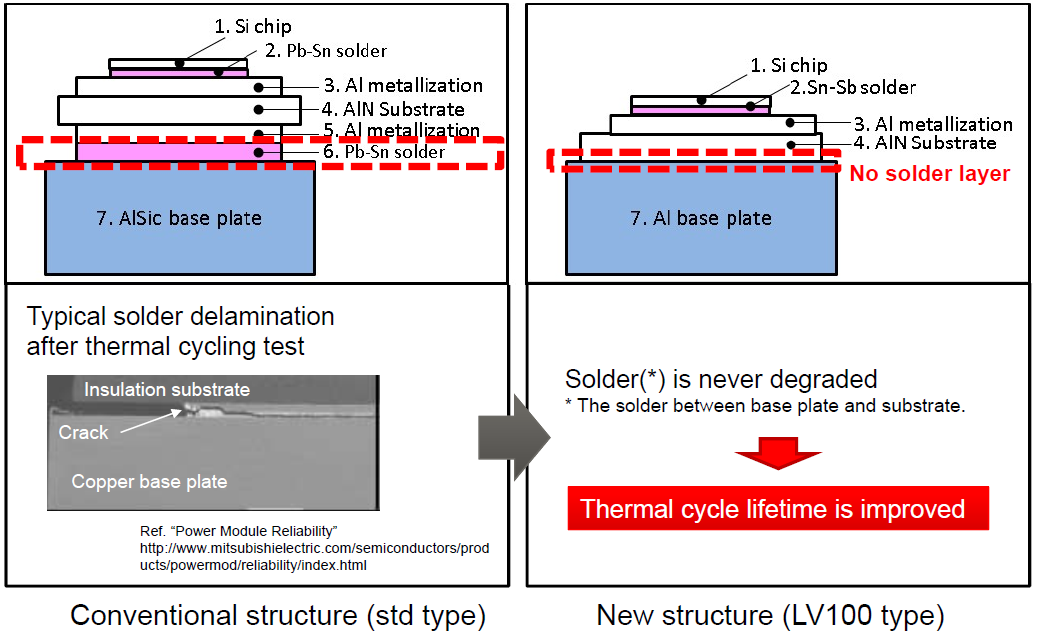 1. Si chip
2. Pb-Sn solder
3. Al metallization
4. AlN Substrate
5. Al metallization
6. Pb-Sn solder
7. AlSic base plate
1. Si chip
2.Sn-Sb solder
3. Al metallization
4. AlN Substrate
No solder layer
7. Al base plate
Typical solder delamination
after thermal cycling test
Insulation substrate
Crack
Copper base plate
Ref. “Power Module Reliability”
http://www.mitsubishielectric.com/semiconductors/prod
ucts/powermod/reliability/index.html
Solder(*) is never degraded
* The solder between base plate and substrate.
Thermal cycle lifetime is improved
Conventional structure (std type)
New structure (LV100 type)